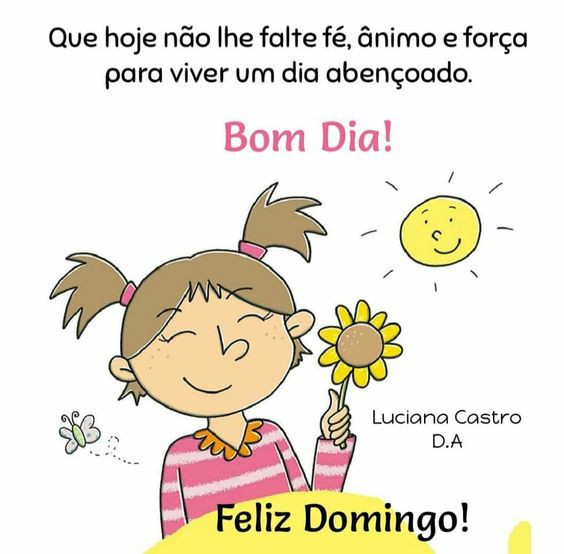 Que hoje não lhe falte fé, ânimo e força
para viver um dia abençoado.
Bom Dia!
Luciana Castro
D.A
Feliz Domingo!